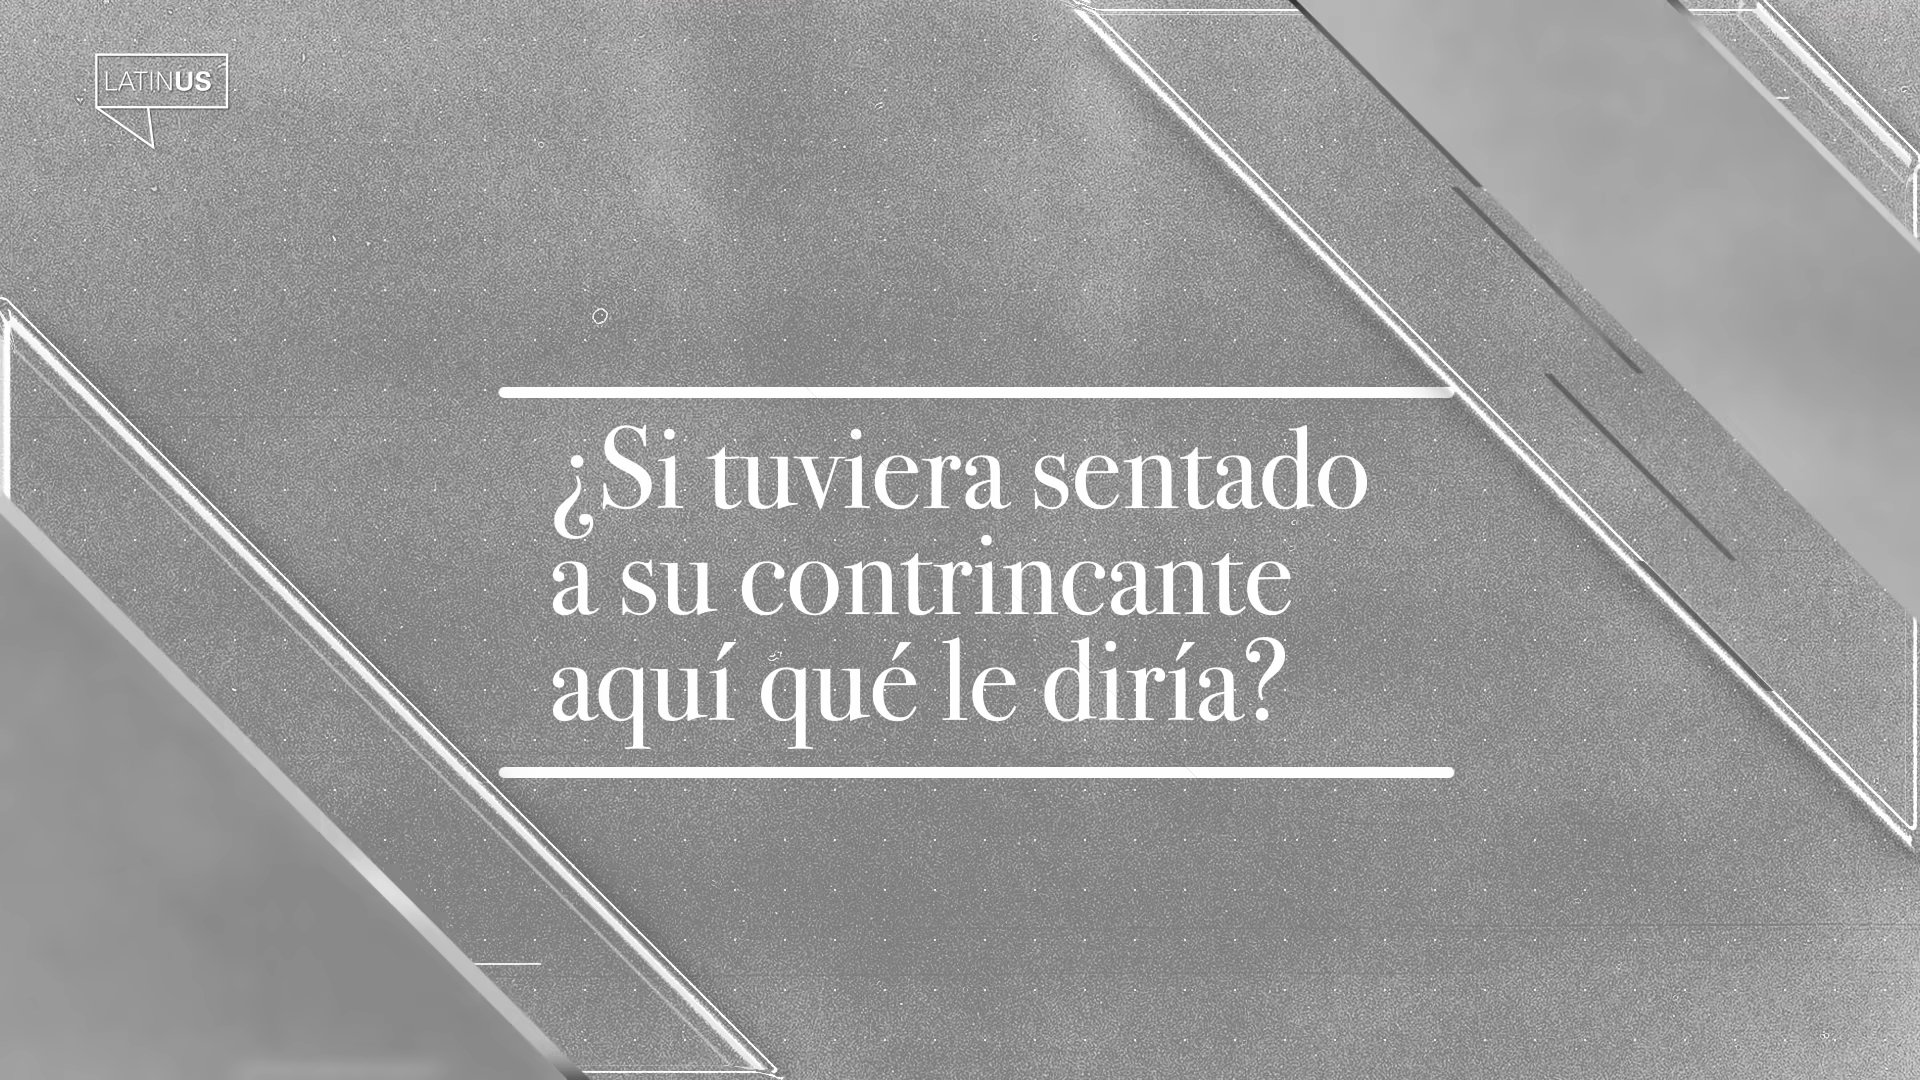 LATINUS
¿Si tuviera sentado
a su contrincante
aquí qué le diría?